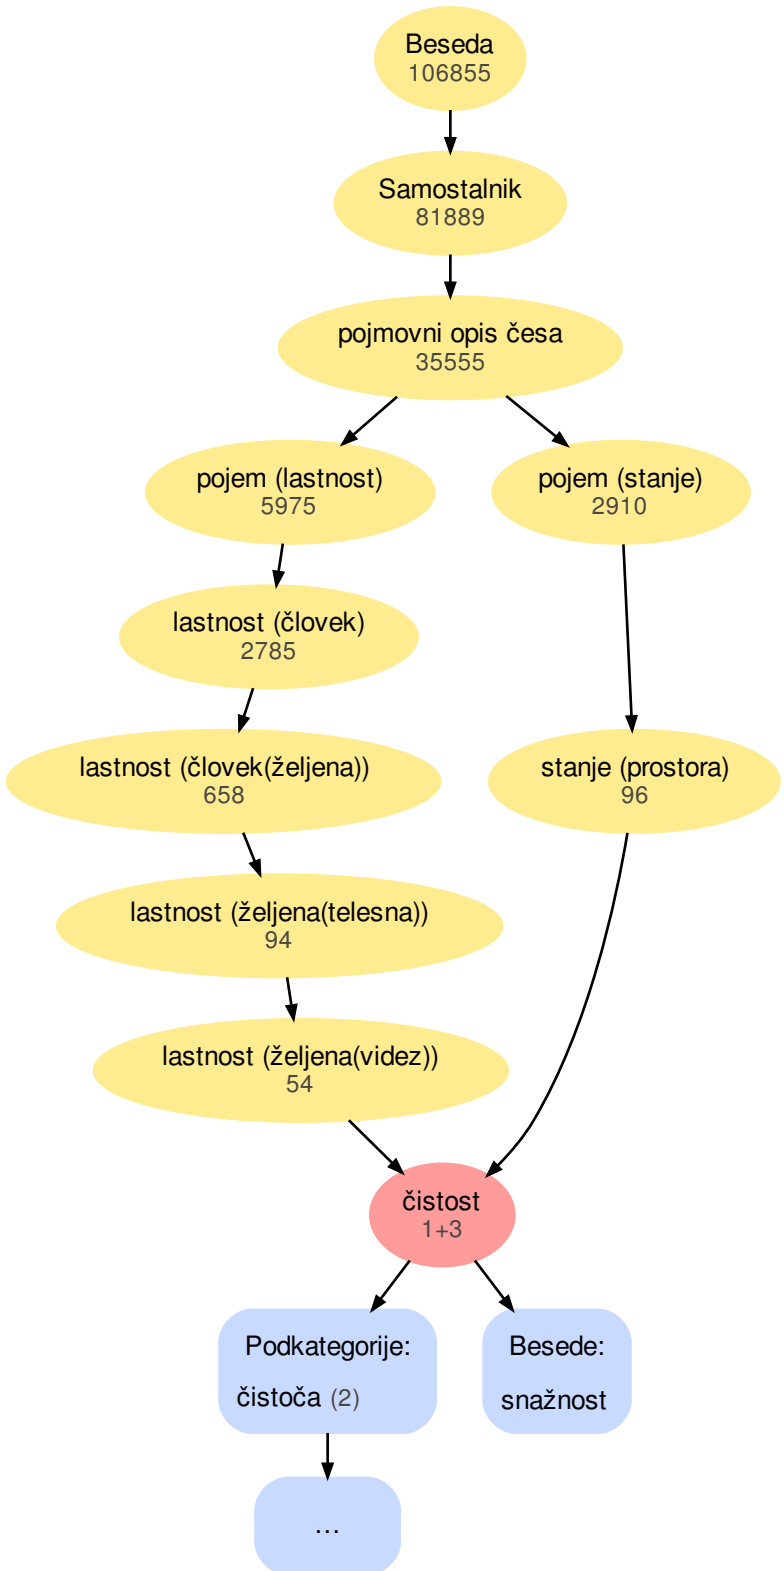 Beseda
106855
Samostalnik
81889
pojmovni opis česa
35555
pojem (lastnost)
5975
pojem (stanje)
2910
lastnost (človek)
2785
lastnost (človek(željena))
658
stanje (prostora)
96
lastnost (željena(telesna))
94
lastnost (željena(videz))
54
čistost
1+3
Podkategorije:
čistoča (2)
Besede:
snažnost
...